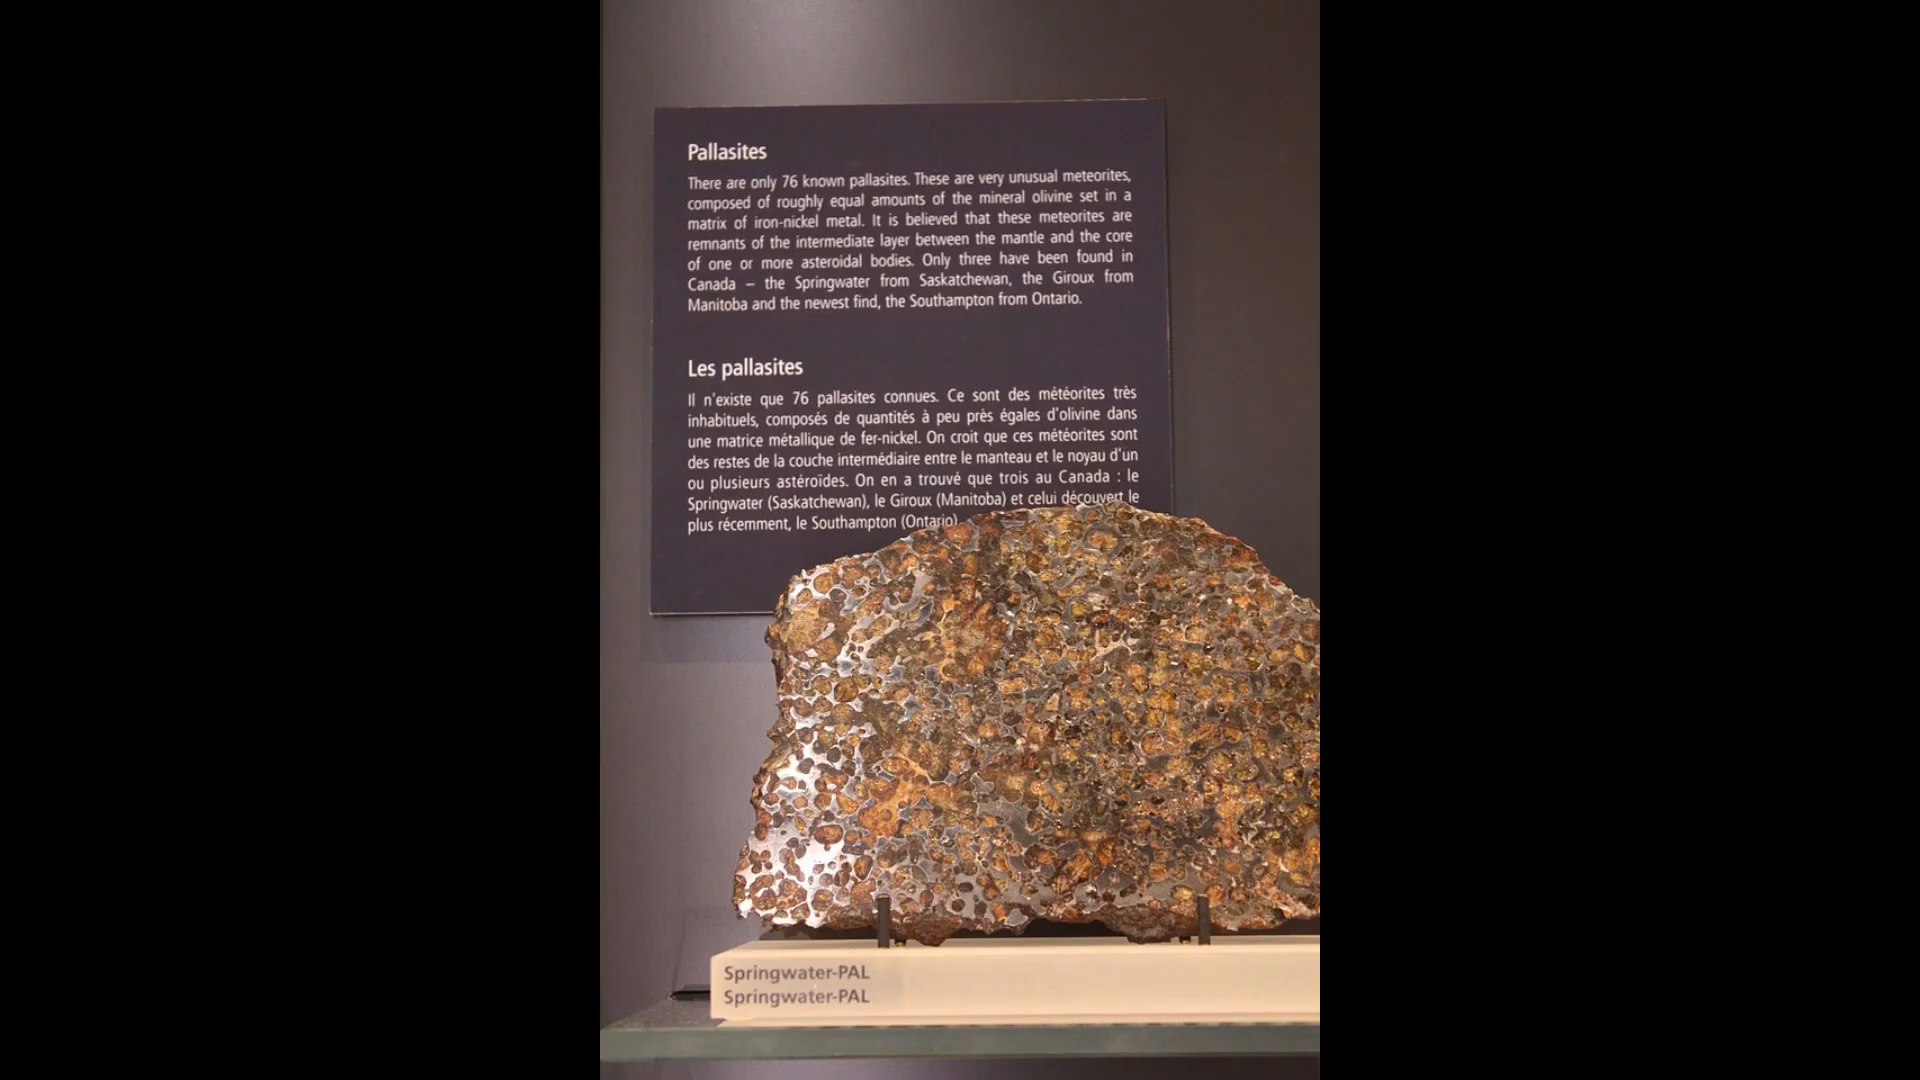 Pallasites
There are only 76 known pallasites. These are very unusual meteorites,
composed of roughly equal amounts of the mineral olivine set in a
matrix of iron-nickel metal. It is believed that these meteorites are
remnants of the intermediate layer between the mantle and the core
of one or more asteroidal bodies. Only three have been found in
Canada – the Springwater from Saskatchewan, the Giroux from
Manitoba and the newest find, the Southampton from Ontario.
Les pallasites
Il n'existe que 76 pallasites connues. Ce sont des météorites très
inhabituels, composés de quantités à peu près égales d'olivine dans
une matrice métallique de fer-nickel. On croit que ces météorites sont
des restes de la couche intermédiaire entre le manteau et le noyau d'un
ou plusieurs astéroïdes. On en a trouvé que trois au Canada : le
Springwater (Saskatchewan), le Giroux (Manitoba) et celui découvert le
plus récemment, le Southampton (Ontario)
Springwater-PAL
Springwater-PAL